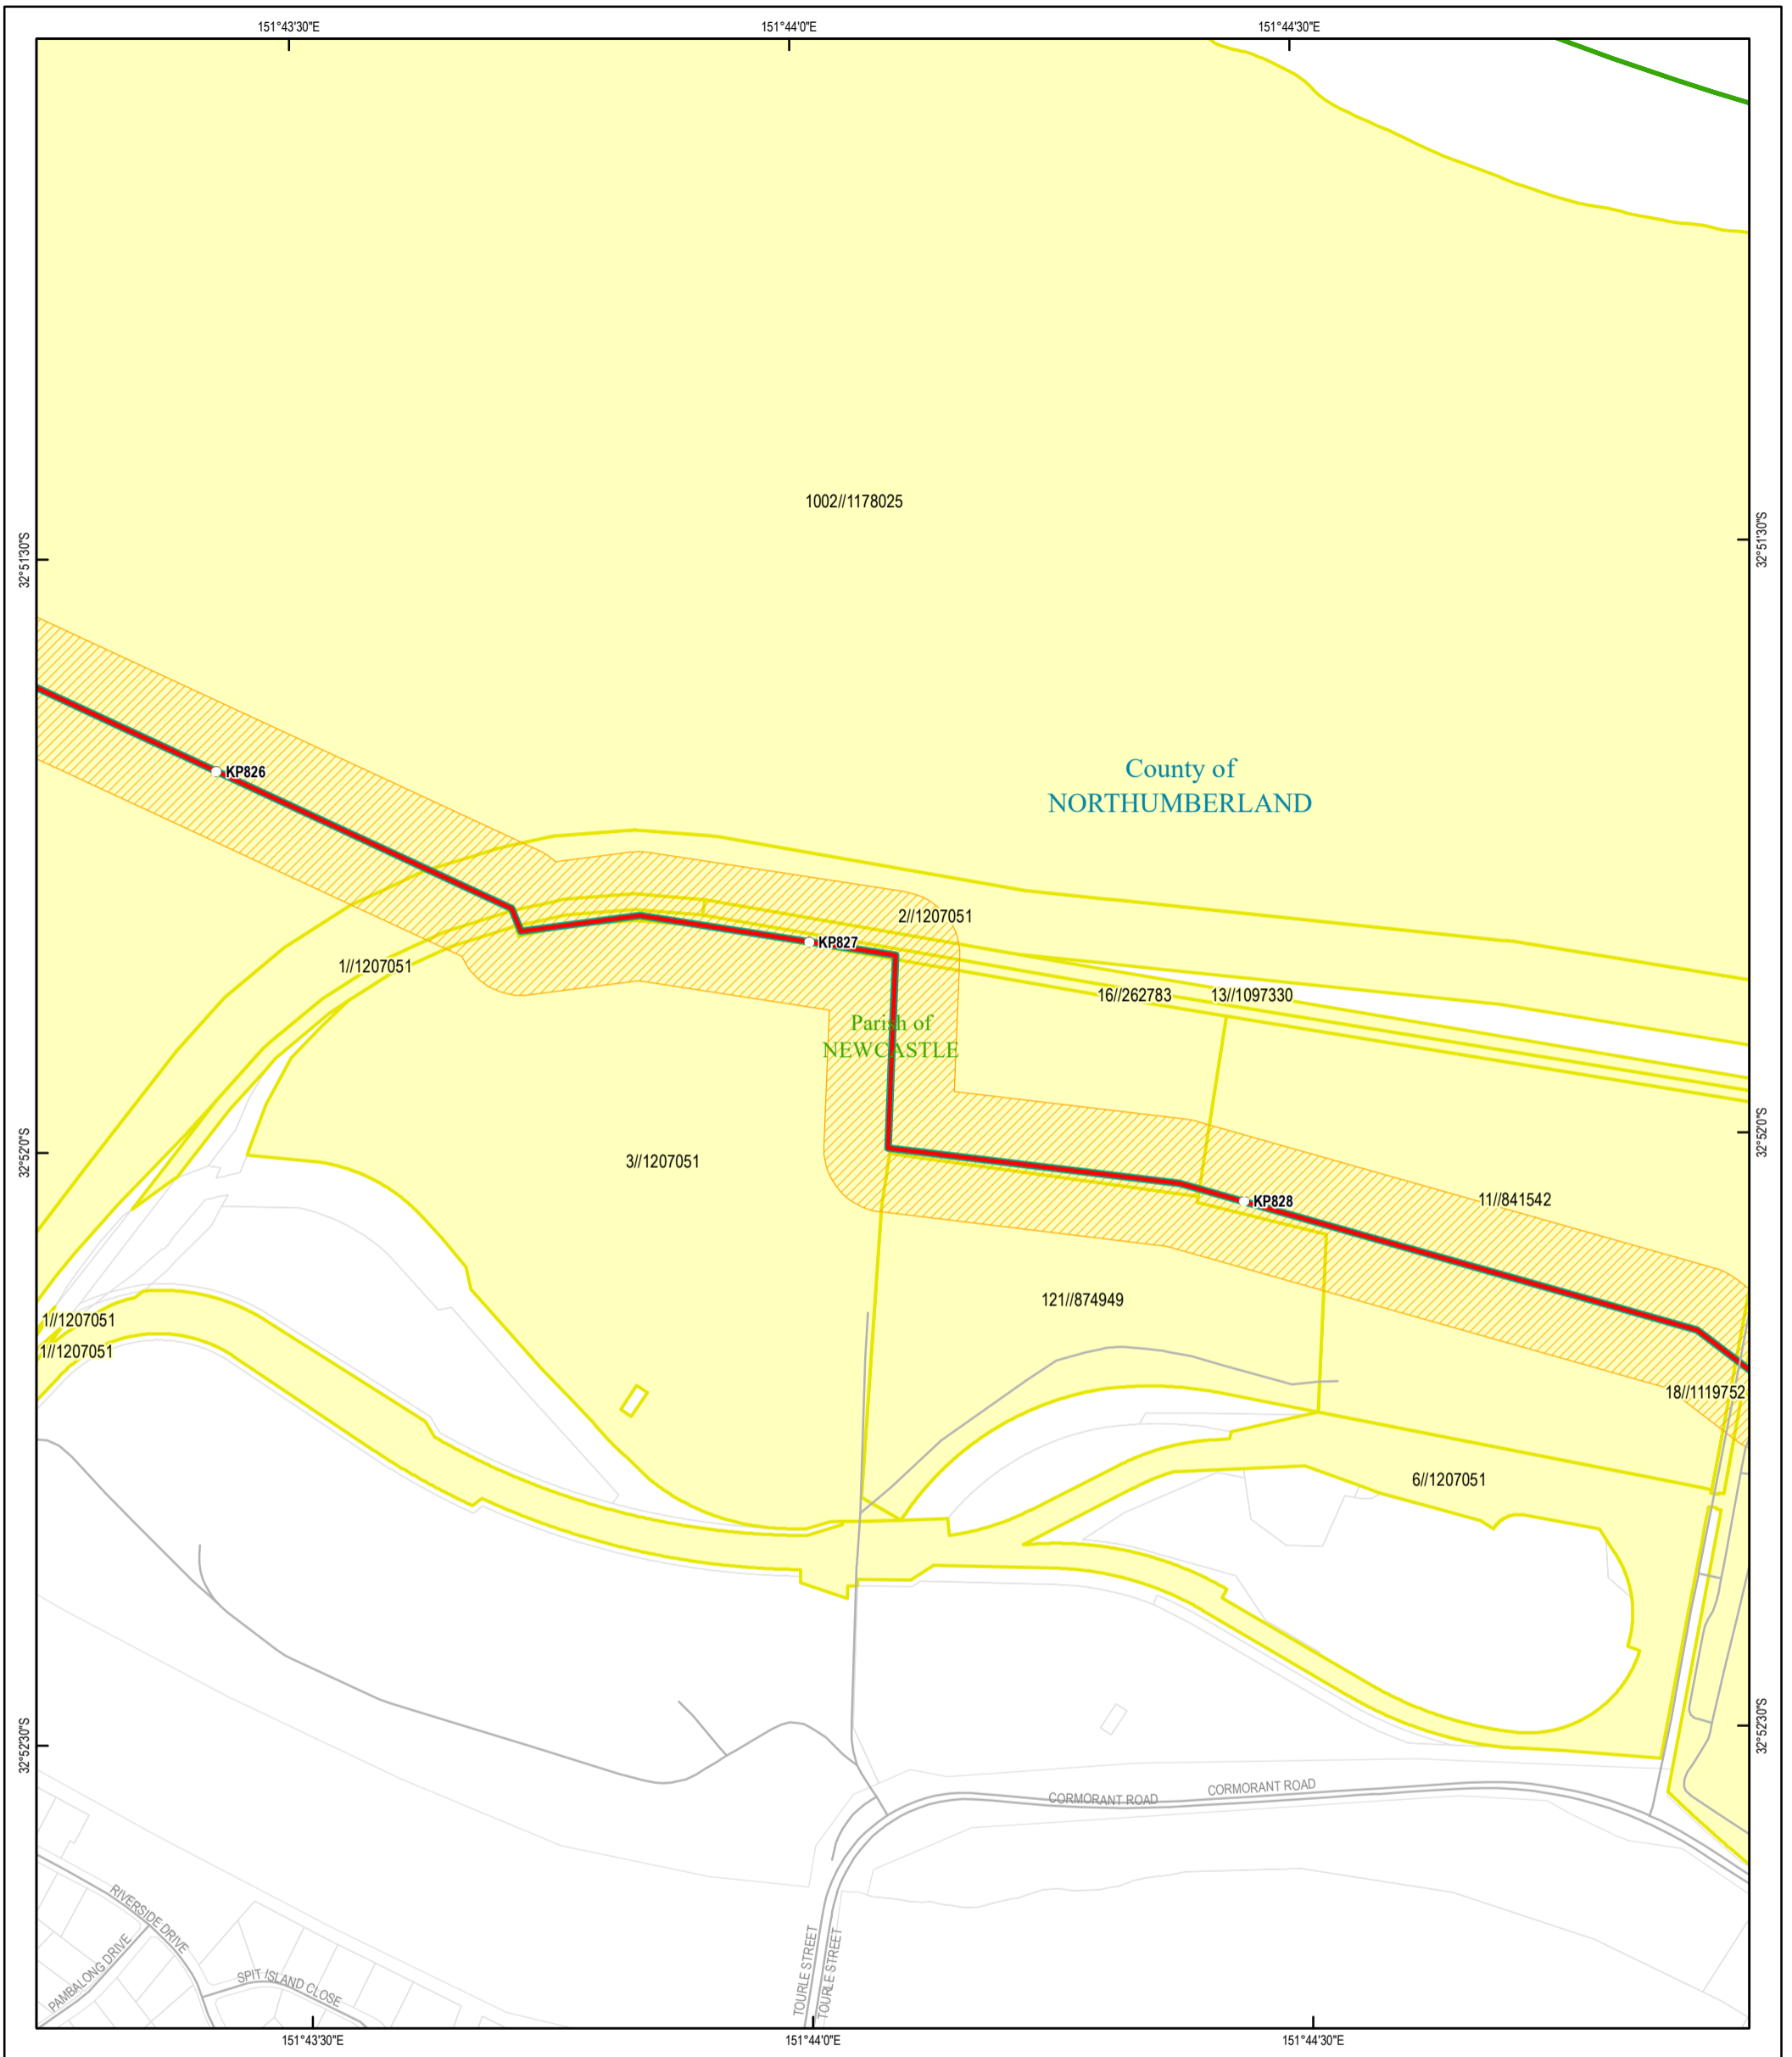 151°43'30"E
151°44'0"E
151°44'30"E
1002//1178025
32°51'30"S
32°51'30"S
County of
NORTHUMBERLAND
KP826
2//1207051
KP827
1//1207051
16//262783
13//1097330
Parish of
NEWCASTLE
32°52'0"S
32°52'0"S
3//1207051
KP828
11//841542
121//874949
1//1207051
1//1207051
18//1119752
6//1207051
32°52'30"S
32°52'30"S
CORMORANT ROAD
CORMORANT ROAD
RIVERSIDE DRIVE
PAMBALONG DRIVE
SPIT ISLAND CLOSE
TOURLE STREET
TOURLE STREET
151°43'30"E
151°44'0"E
151°44'30"E